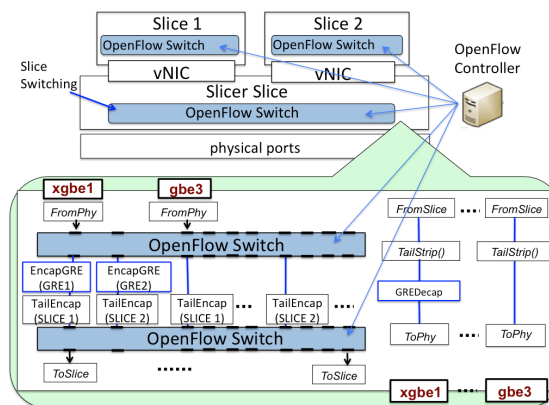 Slice 1
Slice 2
OpenFlow Switch
OpenFlow Switch
OpenFlow
Controller
Slice
Switching
vNIC
vNIC
Slicer Slice
OpenFlow Switch
physical ports
xgbe1
gbe3
FromPhy
FromPhy
FromSlice
FromSlice
OpenFlow Switch
TailStrip()
TailStrip()
EncapGRE
(GRE1)
EncapGRE
(GRE2)
GREDecap
TailEncap
(SLICE 1)
TailEncap
(SLICE 2)
TailEncap
(SLICE 1)
TailEncap
(SLICE 2)
OpenFlow Switch
ToPhy
ToPhy
ToSlice
ToSlice
xgbe1
gbe3